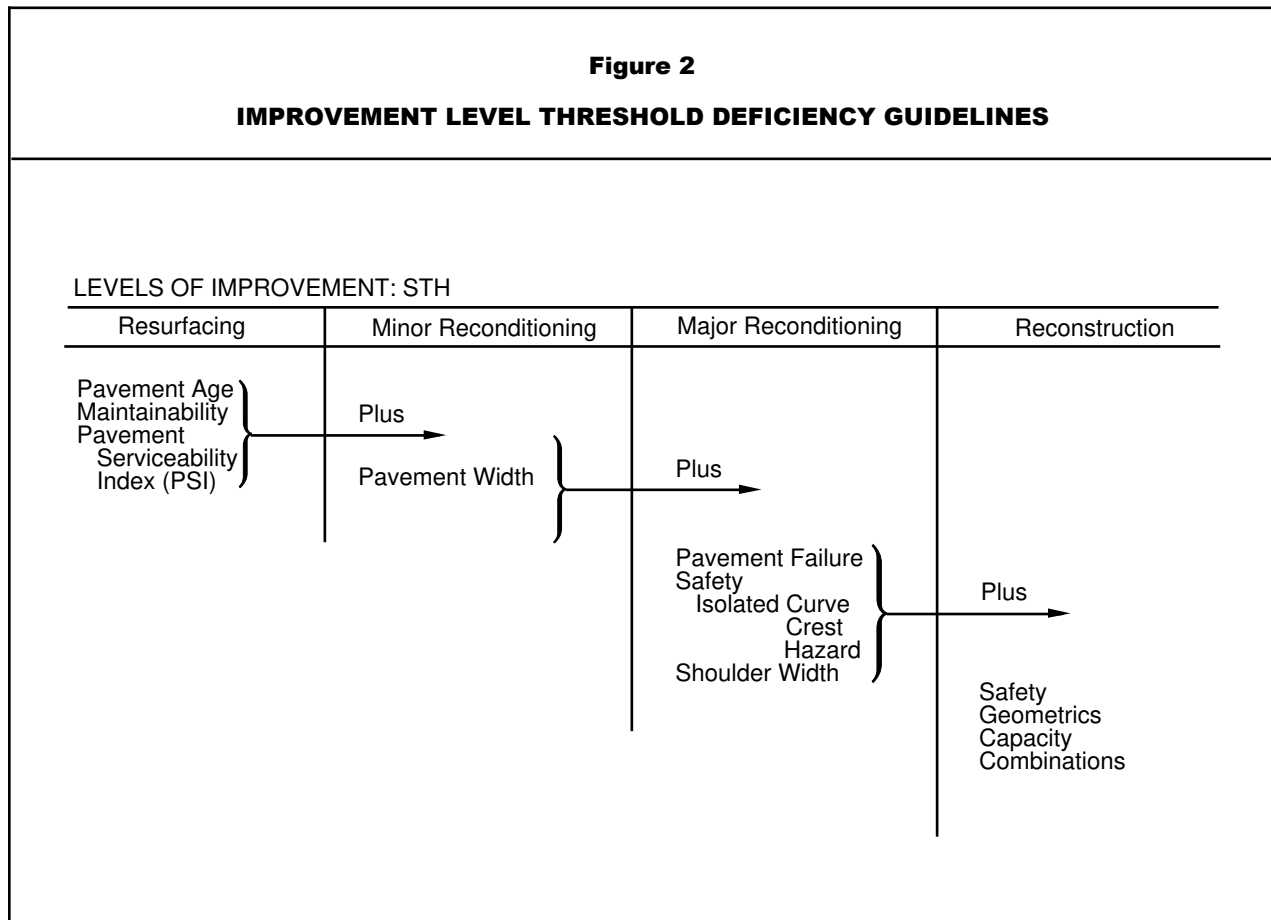 Figure 2
IMPROVEMENT LEVEL THRESHOLD DEFICIENCY GUIDELINES
LEVELS OF IMPROVEMENT: STH
Resurfacing
Minor Reconditioning
Major Reconditioning
Reconstruction
Pavement Age
Maintainability
Pavement
Serviceability
Index (PSI)
Plus
Pavement Width
Plus
Pavement Failure
Safety
Isolated Curve
Crest
Hazard
Shoulder Width
Plus
Safety
Geometrics
Capacity
Combinations